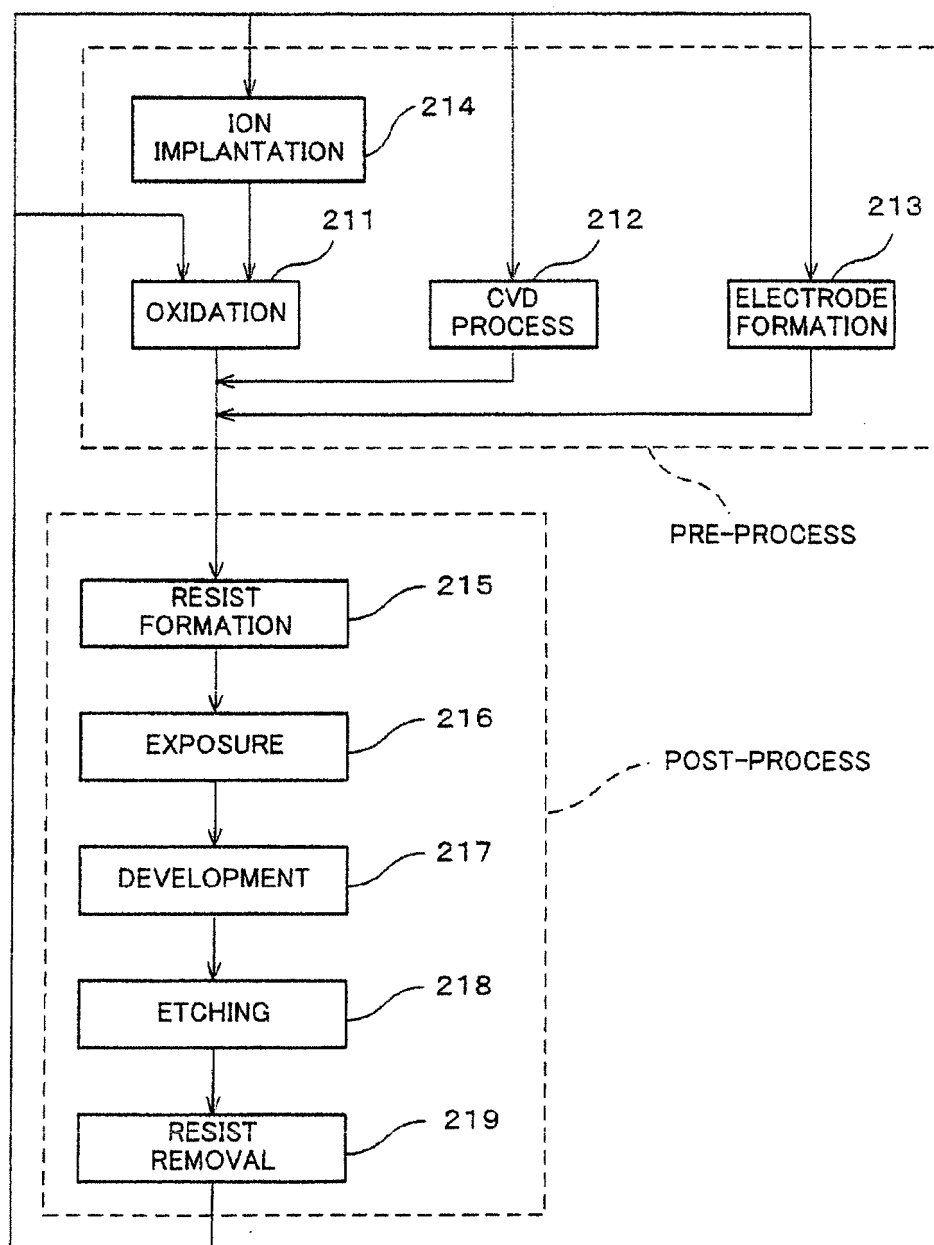 ION
IMPLANTATION
214
211
212
213
OXIDATION
CVD
PROCESS
ELECTRODE
FORMATION
PRE-PROCESS
RESIST
FORMATION
215
EXPOSURE
216
POST-PROCESS
DEVELOPMENT
217
ETCHING
218
RESIST
REMOVAL
219